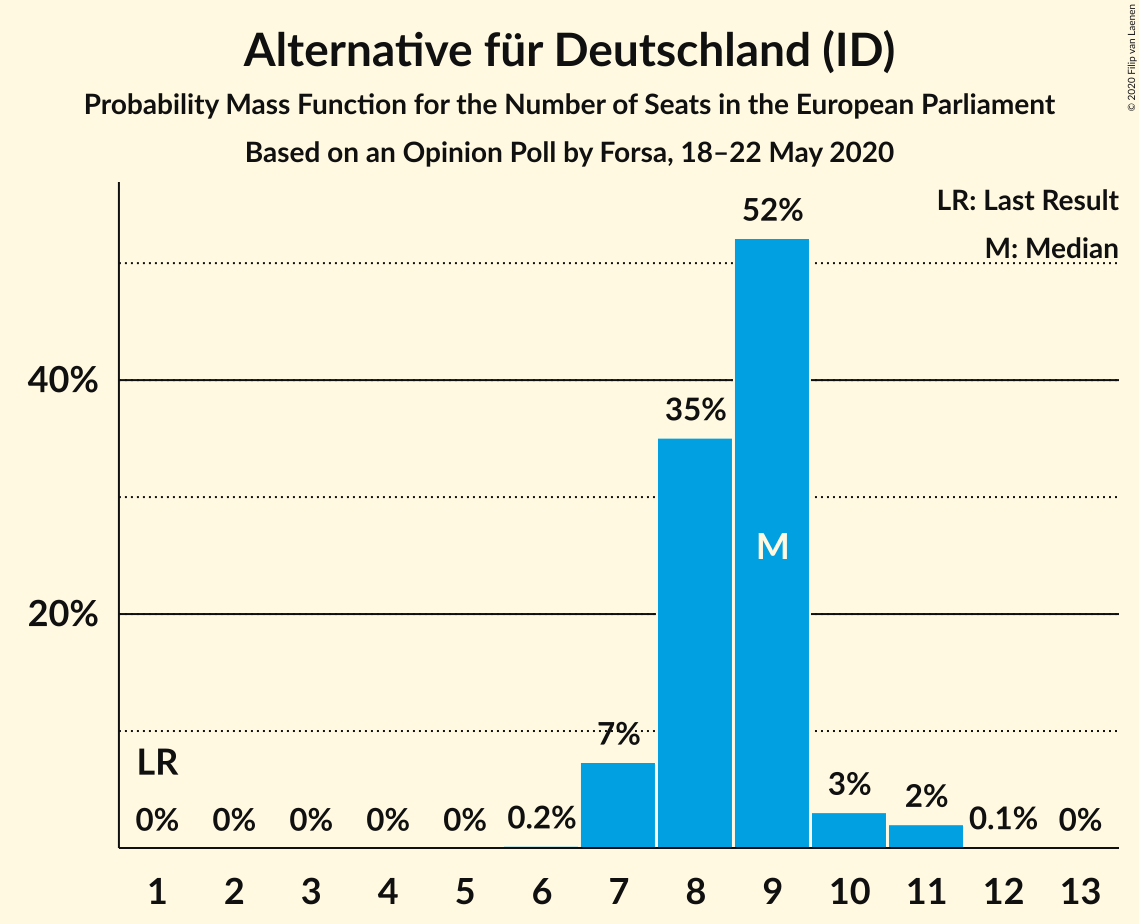 Alternative für Deutschland (ID)
Probability Mass Function for the Number of Seats in the European Parliament
Based on an Opinion Poll by Forsa, 18–22 May 2020
© 2020 Filip van Laenen
LR: Last Result
M: Median
52%
40%
35%
M
20%
7%
LR
3%
2%
0% 0% 0% 0% 0% 0.2% 0.1% 0%
1 2 3 4 5 6 7 8 9 10 11 12 13